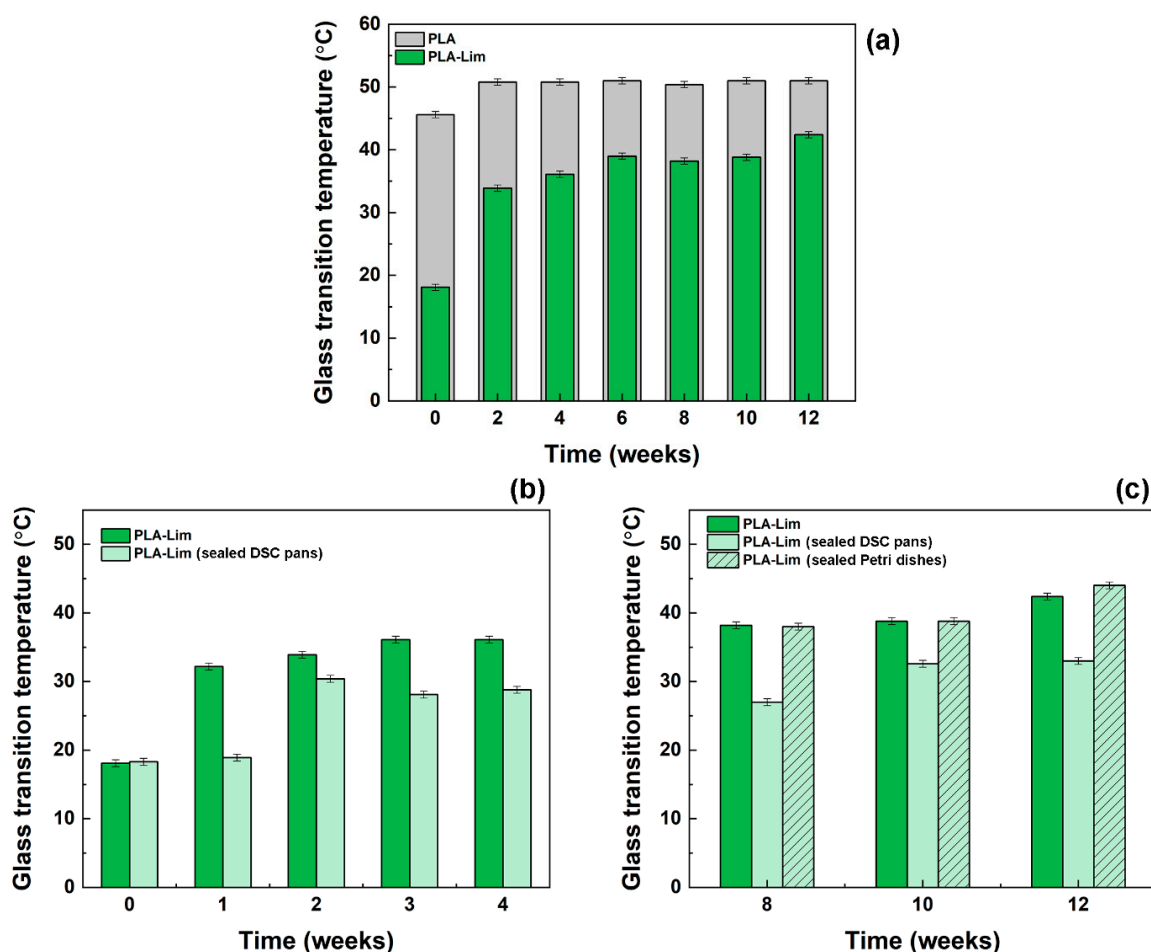 (a)
PLA
PLA-Lim
Glass transition temperature (°C)
60
50
40
30
20
10
0
0 2 4 6 8 10 12
Time (weeks)
(b)
PLA-Lim
PLA-Lim (sealed DSC pans)
Glass transition temperature (°C)
50
40
30
20
10
0
0 1 2 3 4
Time (weeks)
(c)
PLA-Lim
PLA-Lim (sealed DSC pans)
PLA-Lim (sealed Petri dishes)
Glass transition temperature (°C)
50
40
30
20
10
0
8 10 12
Time (weeks)